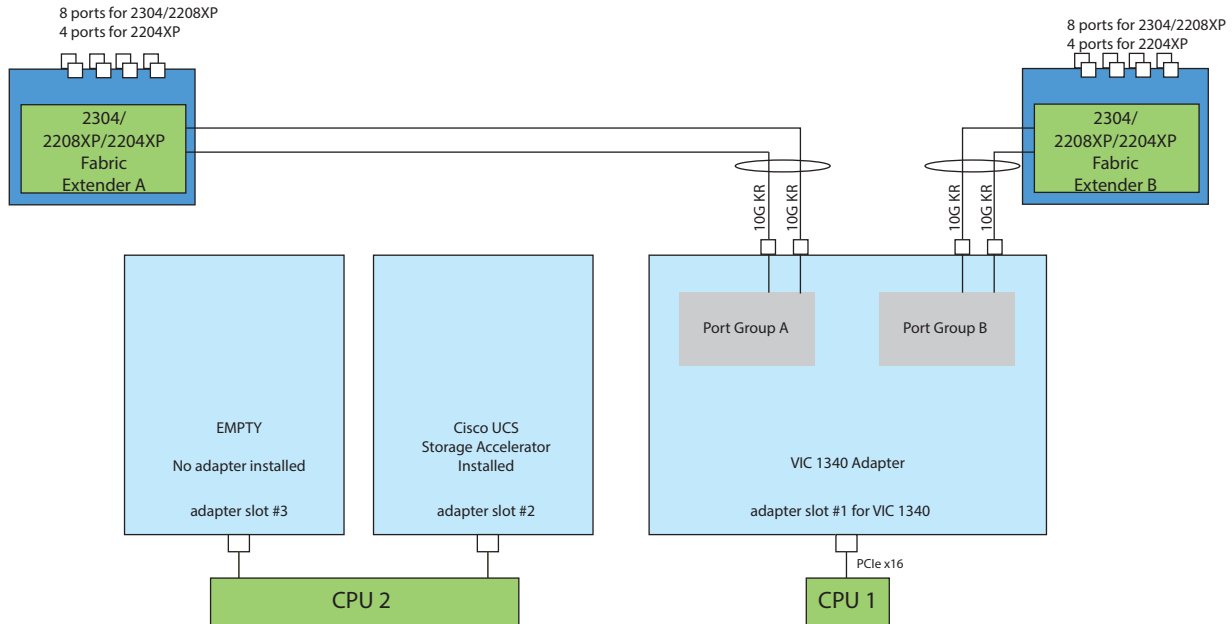 8 ports for 2304/2208XP
4 ports for 2204XP
8 ports for 2304/2208XP
4 ports for 2204XP
2304/
2208XP/2204XP
Fabric
Extender A
2304/
2208XP/2204XP
Fabric
Extender B
10G KR
10G KR
10G KR
10G KR
Port Group A
Port Group B
EMPTY
No adapter installed
adapter slot #3
Cisco UCS
Storage Accelerator
Installed
adapter slot #2
VIC 1340 Adapter
adapter slot #1 for VIC 1340
PCIe x16
CPU 2
CPU 1